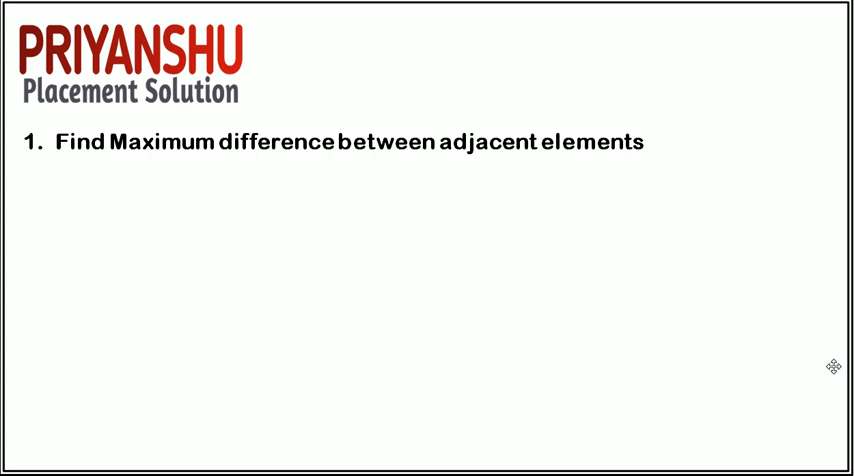 PRIYANSHU
Placement Solution
1. Find Maximum difference between adjacent elements